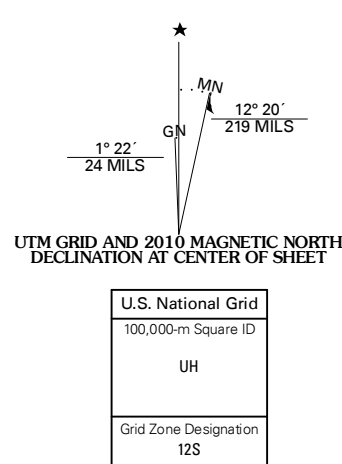 ★
MN
12° 20´
219 MILS
GN
1° 22´
24 MILS
UTM GRID AND 2010 MAGNETIC NORTH
DECLINATION AT CENTER OF SHEET
U.S. National Grid
100,000-m Square ID
UH
Grid Zone Designation
12S